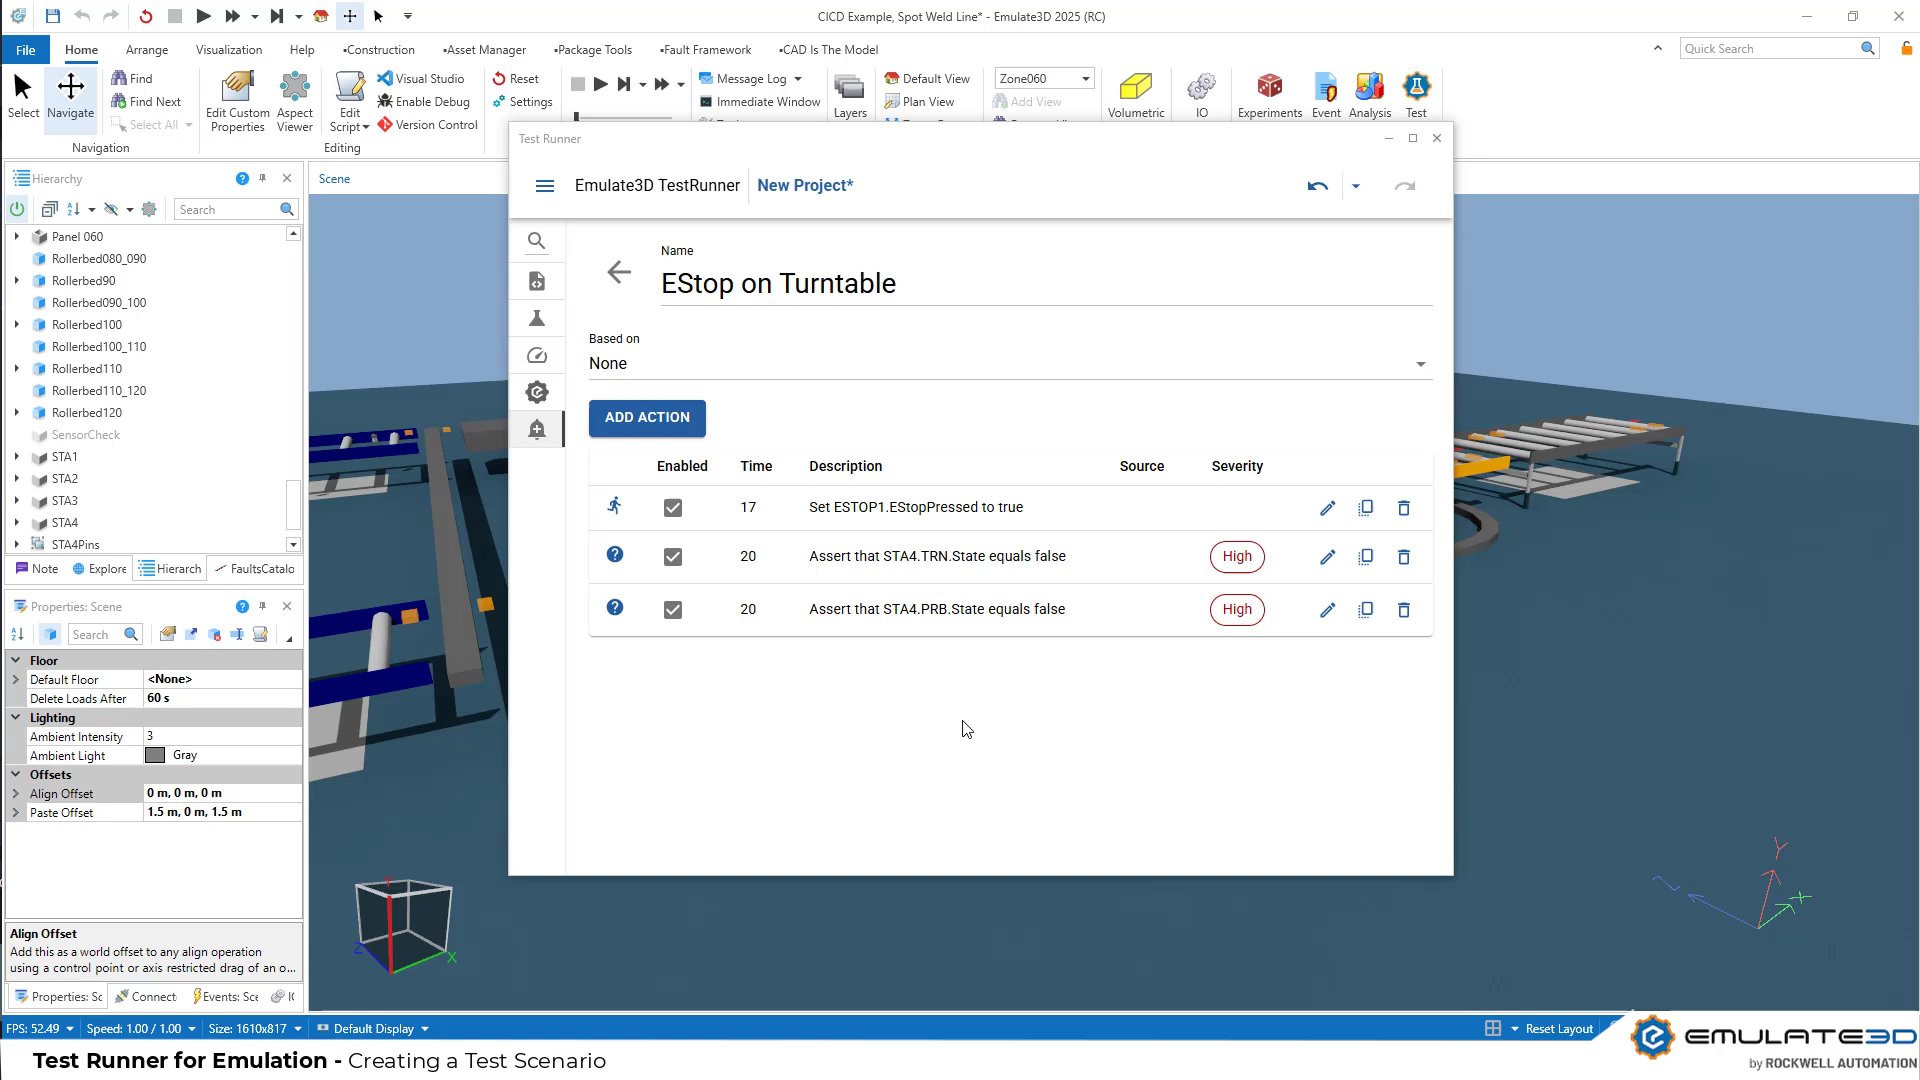 CICD Example, Spot Weld Line* - Emulate3D 2025 (RC)
File Home Arrange Visualization Help •Construction •Asset Manager •Package Tools •Fault Framework •CAD Is The Model
Quick Search
Select
Navigate
Find
Find Next
Select All
Navigation
Edit Custom
Properties
Aspect
Viewer
Edit
Script
Visual Studio
Enable Debug
Version Control
Editing
Reset
Settings
Message Log
Immediate Window
Layers
Default View
Plan View
Zone060
Add View
Volumetric
IO
Experiments
Event
Analysis
Test
Hierarchy
Search
Panel 060
Rollerbed080_090
Rollerbed90
Rollerbed090_100
Rollerbed100
Rollerbed100_110
Rollerbed110
Rollerbed110_120
Rollerbed120
SensorCheck
STA1
STA2
STA3
STA4
STA4Pins
Note Explore Hierarch FaultsCatalo
Properties: Scene
Search
Floor
Default Floor <None>
Delete Loads After 60 s
Lighting
Ambient Intensity 3
Ambient Light Gray
Offsets
Align Offset 0 m, 0 m, 0 m
Paste Offset 1.5 m, 0 m, 1.5 m
Align Offset
Add this as a world offset to any align operation
using a control point or axis restricted drag of an o...
Properties: Sc Connect Events: Sce IC
Scene
Test Runner
Emulate3D TestRunner New Project*
Name
EStop on Turntable
Based on
None
ADD ACTION
Enabled Time Description Source Severity
17 Set ESTOP1.EStopPressed to true
20 Assert that STA4.TRN.State equals false High
20 Assert that STA4.PRB.State equals false High
Y
Z
X
Y
X
FPS: 52.49 Speed: 1.00 / 1.00 Size: 1610x817 Default Display Reset Layout
Test Runner for Emulation - Creating a Test Scenario
EMULATE3D
by ROCKWELL AUTOMATION